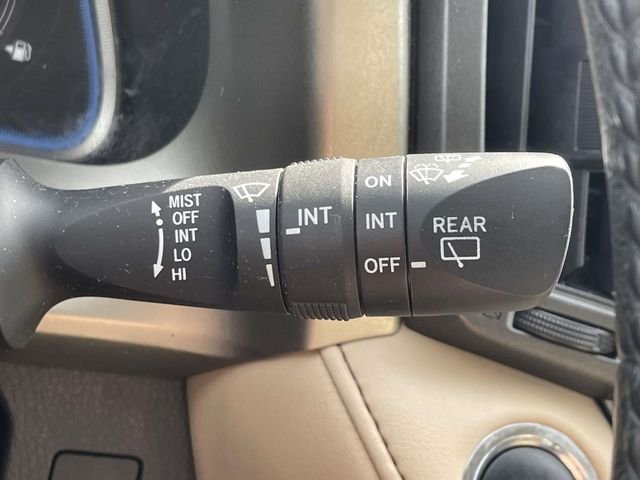 MIST
OFF
INT
LO
HI
INT
ON
INT
OFF
REAR